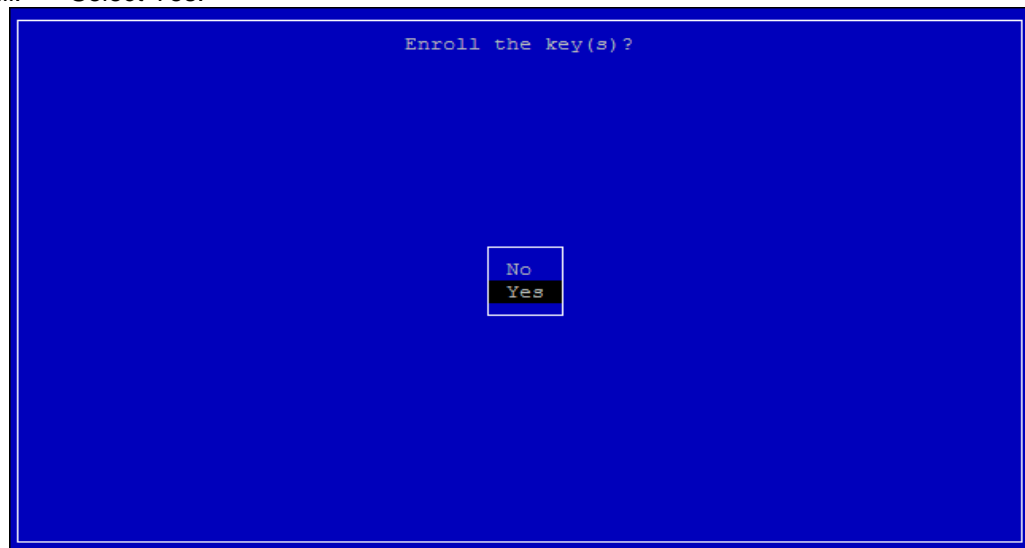 Enroll the key(s)?
No
Yes